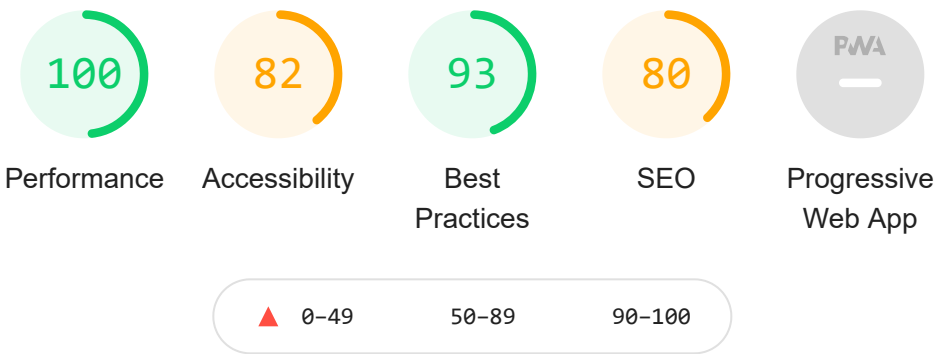 100 82 93 80 PWA
Performance Accessibility Best SEO Progressive
Practices Web App
0–49 50–89 90–100